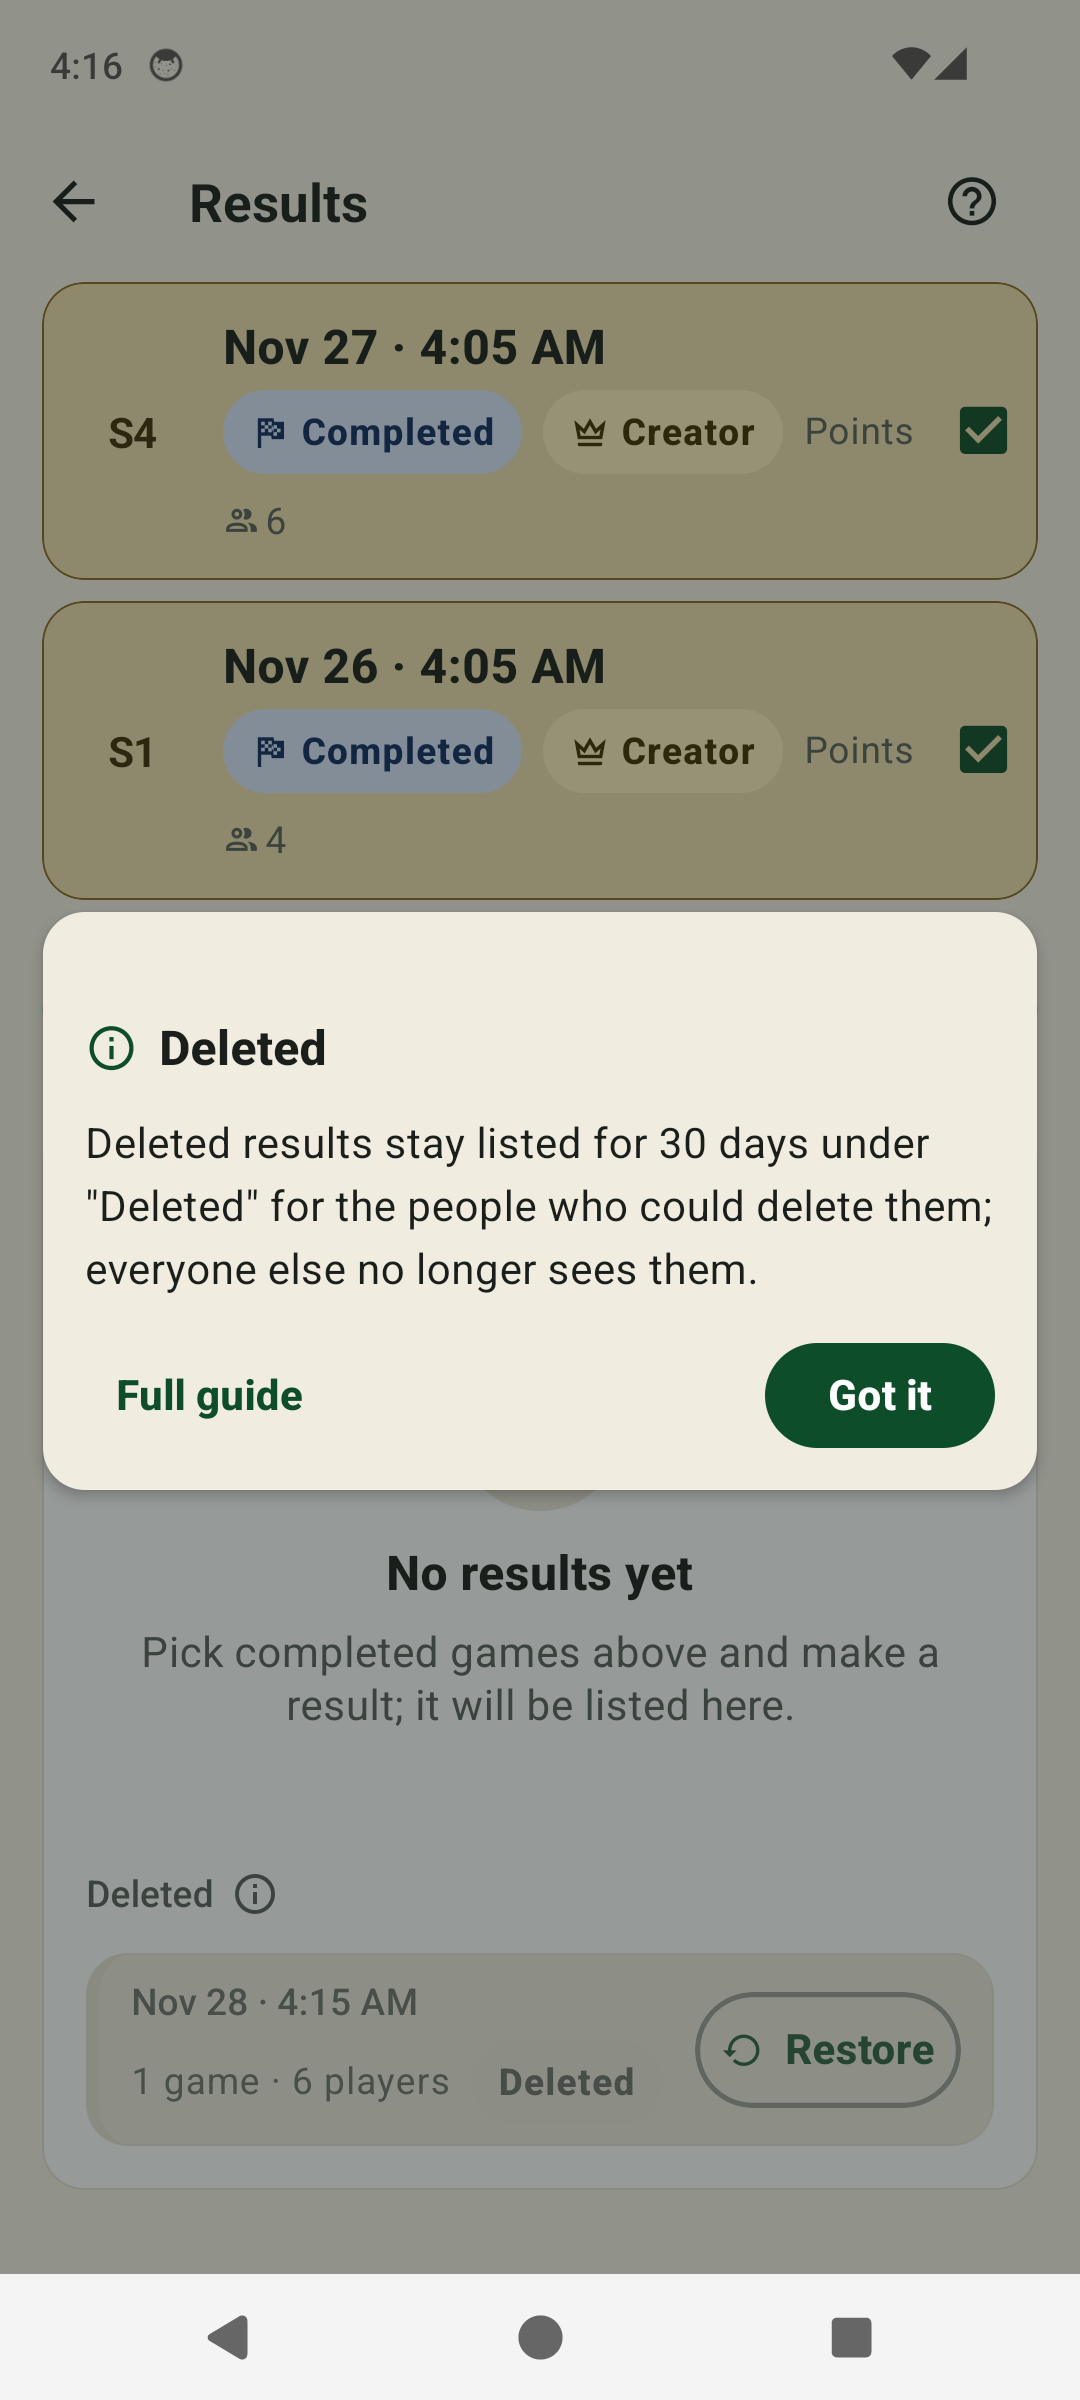 4:16
Results
Nov 27 · 4:05 AM
S4
Completed
Creator
Points
6
Nov 26 · 4:05 AM
S1
Completed
Creator
Points
4
Deleted
Deleted results stay listed for 30 days under
"Deleted" for the people who could delete them;
everyone else no longer sees them.
Full guide
Got it
No results yet
Pick completed games above and make a
result; it will be listed here.
Deleted
Nov 28 · 4:15 AM
1 game · 6 players
Deleted
Restore